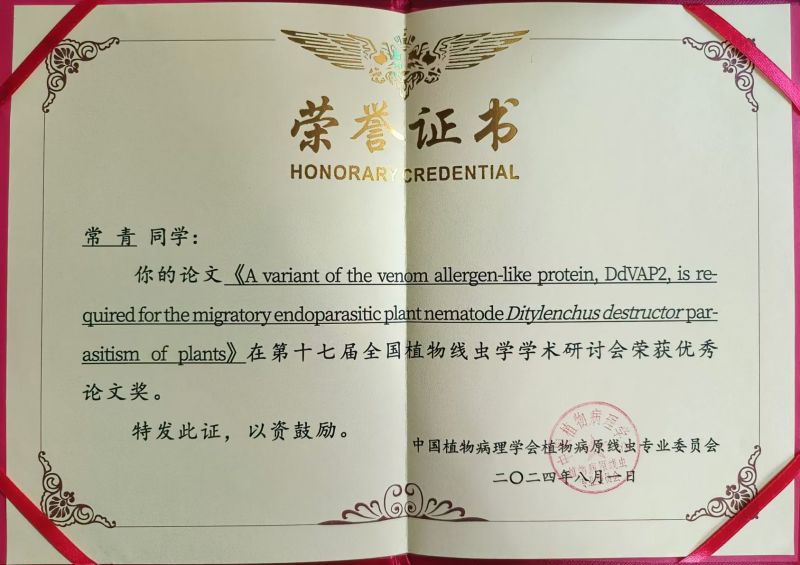 荣誉证书
HONORARY CREDENTIAL
常 青 同学：
你的论文《A variant of the venom allergen-like protein, DdVAP2, is re-
quired for the migratory endoparasitic plant nematode Ditylenchus destructor par-
asitism of plants》在第十七届全国植物线虫学学术研讨会荣获优秀
论文奖。
特发此证，以资鼓励。
中国植物病理学会植物病原线虫专业委员会
二〇二四年八月一日